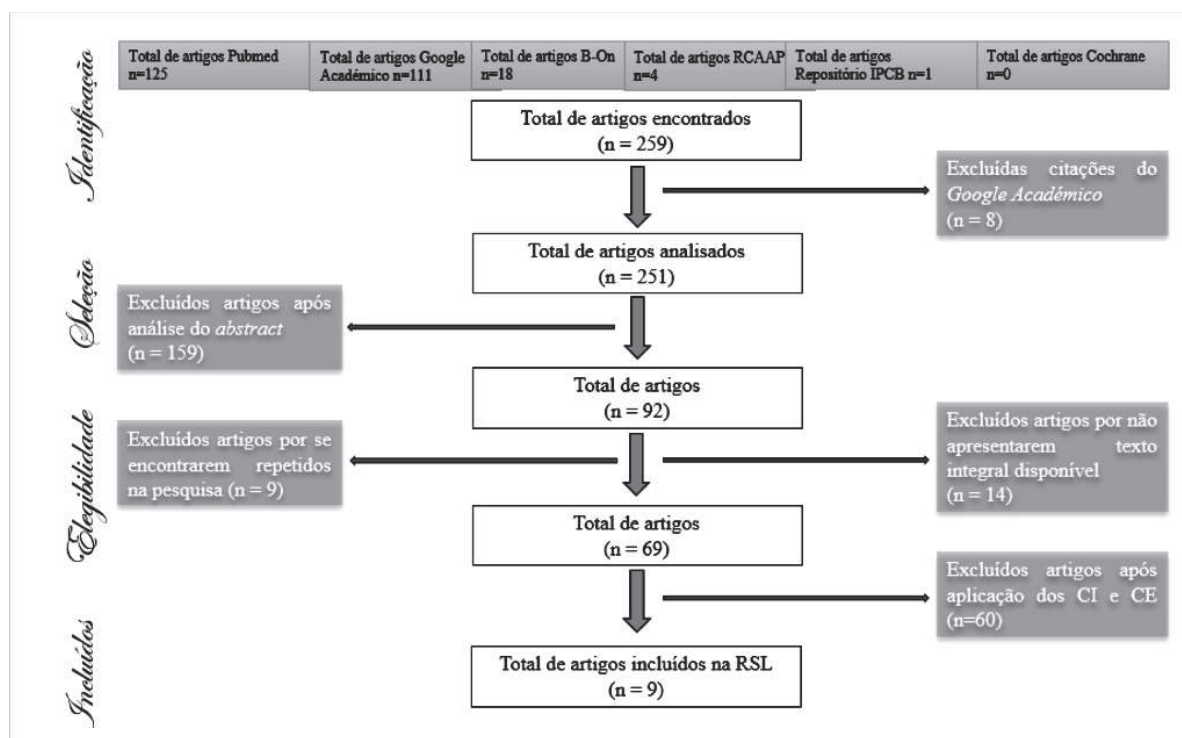 Identificação
Total de artigos Pubmed
n=125
Total de artigos Google
Académico n=111
Total de artigos B-On
n=18
Total de artigos RCAAP
n=4
Total de artigos
Repositório IPCB n=1
Total de artigos Cochrane
n=0
Total de artigos encontrados
(n = 259)
Excluídas citações do
Google Académico
(n = 8)
Seleção
Total de artigos analisados
(n = 251)
Excluídos artigos após
análise do abstract
(n = 159)
Total de artigos
(n = 92)
Elegibilidade
Excluídos artigos por se
encontrarem repetidos
na pesquisa (n = 9)
Excluídos artigos por não
apresentarem texto
integral disponível
(n = 14)
Total de artigos
(n = 69)
Excluídos artigos após
aplicação dos CI e CE
(n=60)
Incluídos
Total de artigos incluídos na RSL
(n = 9)